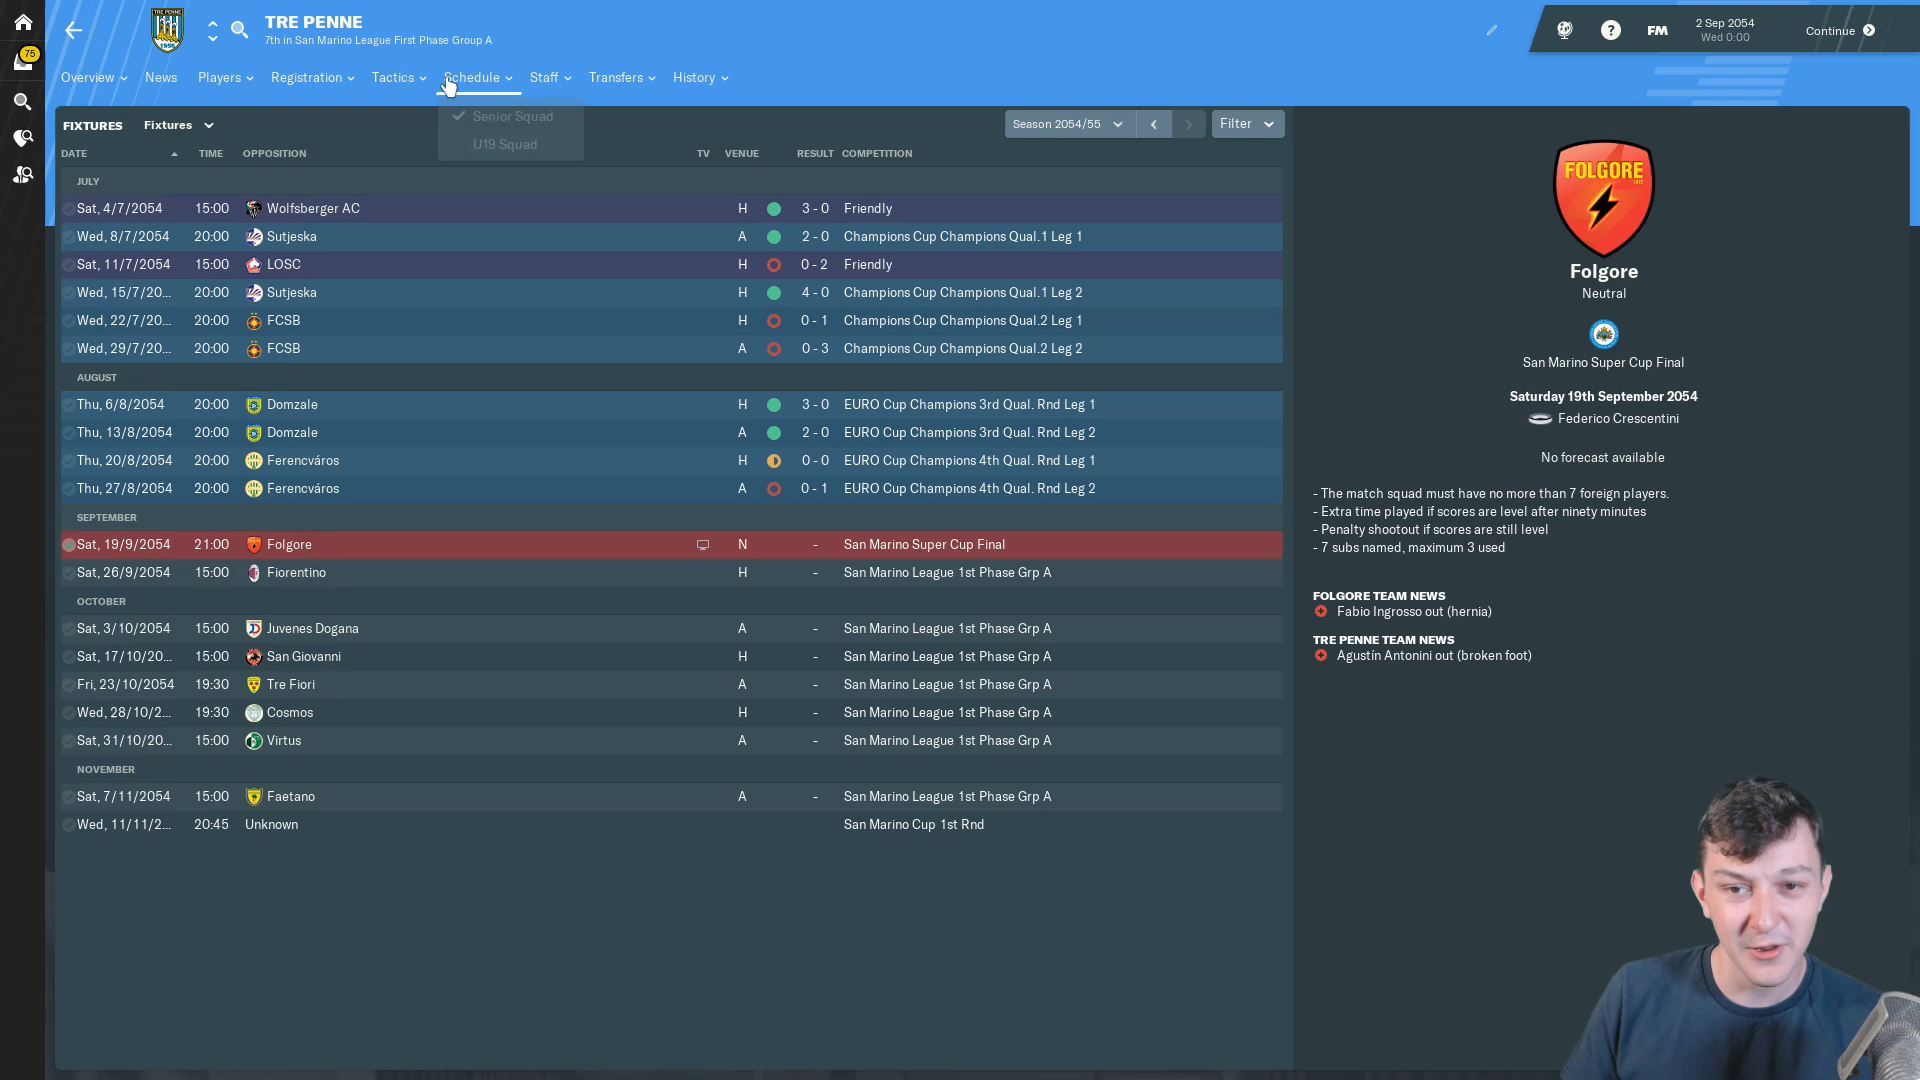 TRE PENNE
7th in San Marino League First Phase Group A
75
FM
2 Sep 2054
Wed 0:00
Continue
Overview
News
Players
Registration
Tactics
Schedule
Staff
Transfers
History
Senior Squad
U19 Squad
FIXTURES
Fixtures
Season 2054/55
Filter
DATE TIME OPPOSITION TV VENUE RESULT COMPETITION
JULY
Sat, 4/7/2054 15:00 Wolfsberger AC H 3 - 0 Friendly
Wed, 8/7/2054 20:00 Sutjeska A 2 - 0 Champions Cup Champions Qual.1 Leg 1
Sat, 11/7/2054 15:00 LOSC H 0 - 2 Friendly
Wed, 15/7/20... 20:00 Sutjeska H 4 - 0 Champions Cup Champions Qual.1 Leg 2
Wed, 22/7/20... 20:00 FCSB H 0 - 1 Champions Cup Champions Qual.2 Leg 1
Wed, 29/7/20... 20:00 FCSB A 0 - 3 Champions Cup Champions Qual.2 Leg 2
AUGUST
Thu, 6/8/2054 20:00 Domzale H 3 - 0 EURO Cup Champions 3rd Qual. Rnd Leg 1
Thu, 13/8/2054 20:00 Domzale A 2 - 0 EURO Cup Champions 3rd Qual. Rnd Leg 2
Thu, 20/8/2054 20:00 Ferencváros H 0 - 0 EURO Cup Champions 4th Qual. Rnd Leg 1
Thu, 27/8/2054 20:00 Ferencváros A 0 - 1 EURO Cup Champions 4th Qual. Rnd Leg 2
SEPTEMBER
Sat, 19/9/2054 21:00 Folgore N - San Marino Super Cup Final
Sat, 26/9/2054 15:00 Fiorentino H - San Marino League 1st Phase Grp A
OCTOBER
Sat, 3/10/2054 15:00 Juvenes Dogana A - San Marino League 1st Phase Grp A
Sat, 17/10/20... 15:00 San Giovanni H - San Marino League 1st Phase Grp A
Fri, 23/10/2054 19:30 Tre Fiori A - San Marino League 1st Phase Grp A
Wed, 28/10/2... 19:30 Cosmos H - San Marino League 1st Phase Grp A
Sat, 31/10/20... 15:00 Virtus A - San Marino League 1st Phase Grp A
NOVEMBER
Sat, 7/11/2054 15:00 Faetano A - San Marino League 1st Phase Grp A
Wed, 11/11/2... 20:45 Unknown San Marino Cup 1st Rnd
FOLGORE
Folgore
Neutral
San Marino Super Cup Final
Saturday 19th September 2054
Federico Crescentini
No forecast available
- The match squad must have no more than 7 foreign players.
- Extra time played if scores are level after ninety minutes
- Penalty shootout if scores are still level
- 7 subs named, maximum 3 used
FOLGORE TEAM NEWS
Fabio Ingrosso out (hernia)
TRE PENNE TEAM NEWS
Agustín Antonini out (broken foot)